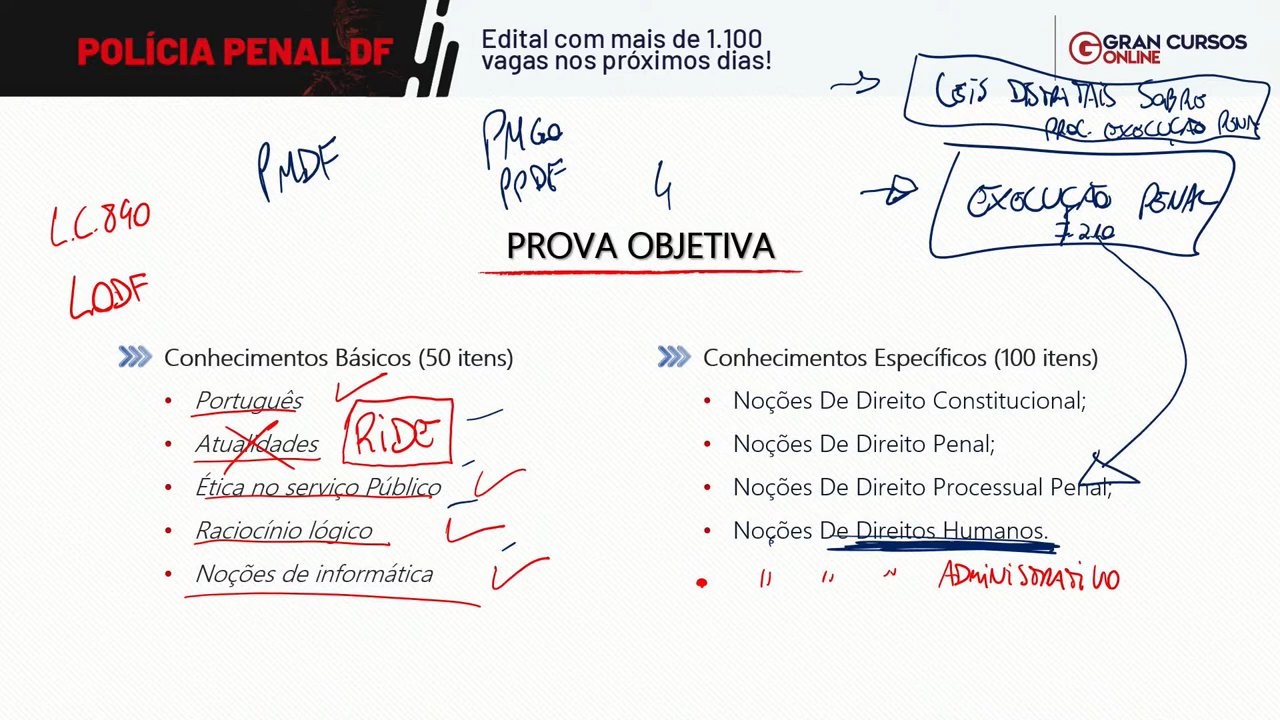 POLÍCIA PENAL DF
Edital com mais de 1.100
vagas nos próximos dias!
GRAN CURSOS
ONLINE
LEIS DISTRITAIS SOBRE
PROC. EXECUÇÃO PENAL
PMDF
PMGO
PPDF
4
EXECUÇÃO PENAL
7.210
L.C.840
LODF
PROVA OBJETIVA
Conhecimentos Básicos (50 itens)
• Português
• Atualidades
RIDE
• Ética no serviço Público
• Raciocínio lógico
• Noções de informática
Conhecimentos Específicos (100 itens)
• Noções De Direito Constitucional;
• Noções De Direito Penal;
• Noções De Direito Processual Penal;
• Noções De Direitos Humanos.
• " " " ADMINISTRATIVO